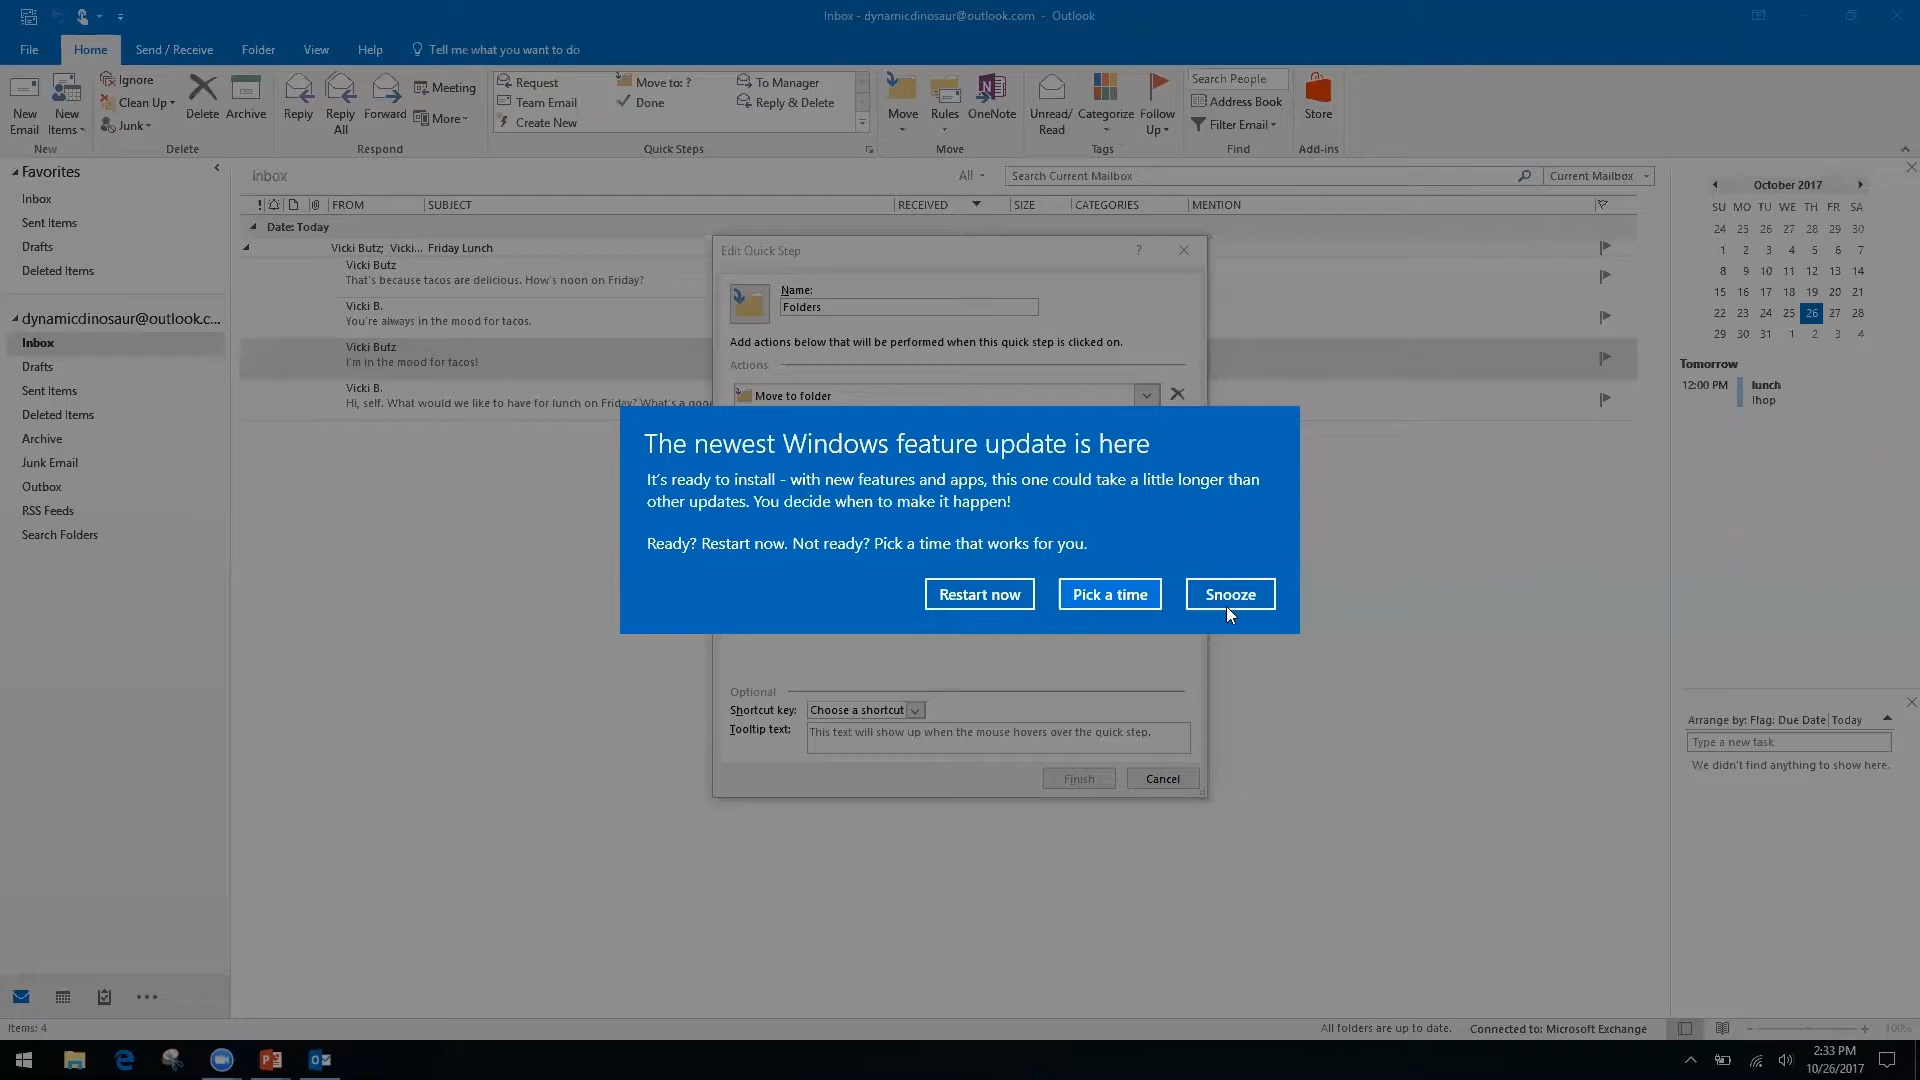 Inbox - dynamicdinosaur@outlook.com - Outlook
File Home Send / Receive Folder View Help Tell me what you want to do
New Email
New Items
New
Ignore
Clean Up
Junk
Delete
Archive
Delete
Reply
Reply All
Forward
Meeting
More
Respond
Request
Team Email
Create New
Move to: ?
Done
To Manager
Reply & Delete
Quick Steps
Move
Rules
OneNote
Move
Unread/ Read
Categorize
Follow Up
Tags
Search People
Address Book
Filter Email
Find
Store
Add-ins
Favorites
Inbox
Sent Items
Drafts
Deleted Items
dynamicdinosaur@outlook.c...
Inbox
Drafts
Sent Items
Deleted Items
Archive
Junk Email
Outbox
RSS Feeds
Search Folders
Inbox All Search Current Mailbox Current Mailbox
! FROM SUBJECT RECEIVED SIZE CATEGORIES MENTION
Date: Today
Vicki Butz; Vicki... Friday Lunch
Vicki Butz
That's because tacos are delicious. How's noon on Friday?
Vicki B.
You're always in the mood for tacos.
Vicki Butz
I'm in the mood for tacos!
Vicki B.
Hi, self. What would we like to have for lunch on Friday? What's a goo
Edit Quick Step ?
Name:
Folders
Add actions below that will be performed when this quick step is clicked on.
Actions
Move to folder
The newest Windows feature update is here
It's ready to install - with new features and apps, this one could take a little longer than
other updates. You decide when to make it happen!
Ready? Restart now. Not ready? Pick a time that works for you.
Restart now Pick a time Snooze
Optional
Shortcut key: Choose a shortcut
Tooltip text: This text will show up when the mouse hovers over the quick step.
Finish Cancel
October 2017
SU MO TU WE TH FR SA
24 25 26 27 28 29 30
1 2 3 4 5 6 7
8 9 10 11 12 13 14
15 16 17 18 19 20 21
22 23 24 25 26 27 28
29 30 31 1 2 3 4
Tomorrow
12:00 PM lunch
Ihop
Arrange by: Flag: Due Date Today
Type a new task
We didn't find anything to show here.
Items: 4
All folders are up to date. Connected to: Microsoft Exchange 100%
2:33 PM
10/26/2017